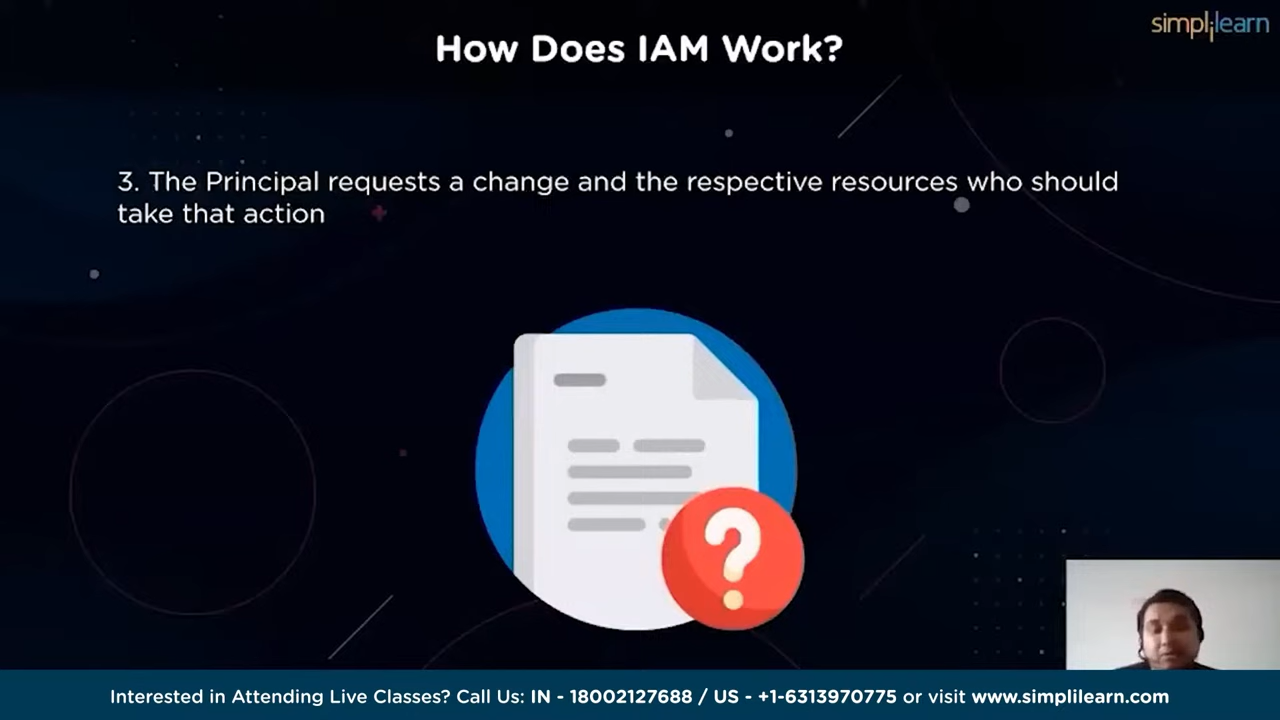 simplilearn
How Does IAM Work?
3. The Principal requests a change and the respective resources who should
take that action
?
Interested in Attending Live Classes? Call Us: IN - 18002127688 / US - +1-6313970775 or visit www.simplilearn.com